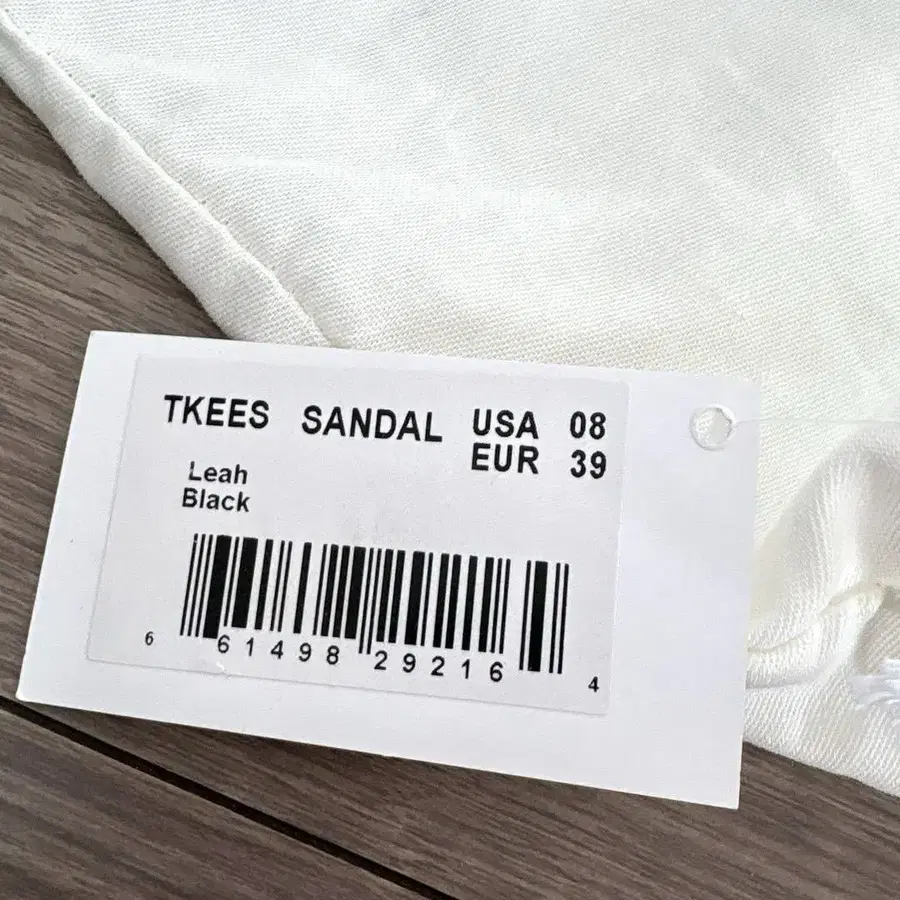 TKEES SANDAL USA 08
EUR 39
Leah
Black
6 61498 29216 4